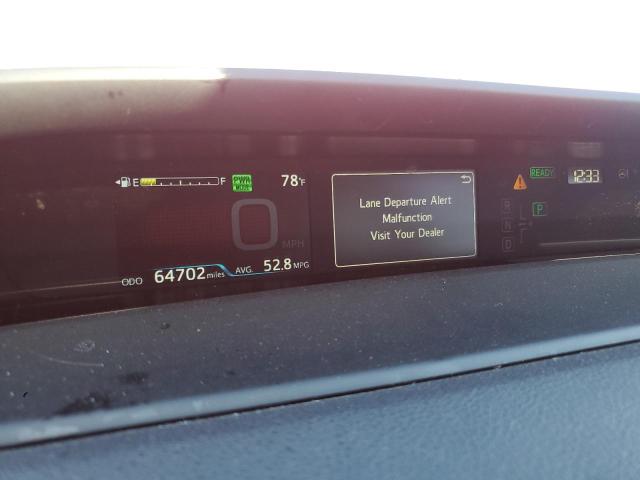 E F PWR MODE 78°F
0 MPH
ODO 64702 miles AVG. 52.8 MPG
Lane Departure Alert
Malfunction
Visit Your Dealer
READY 12:33
R
N
D
P